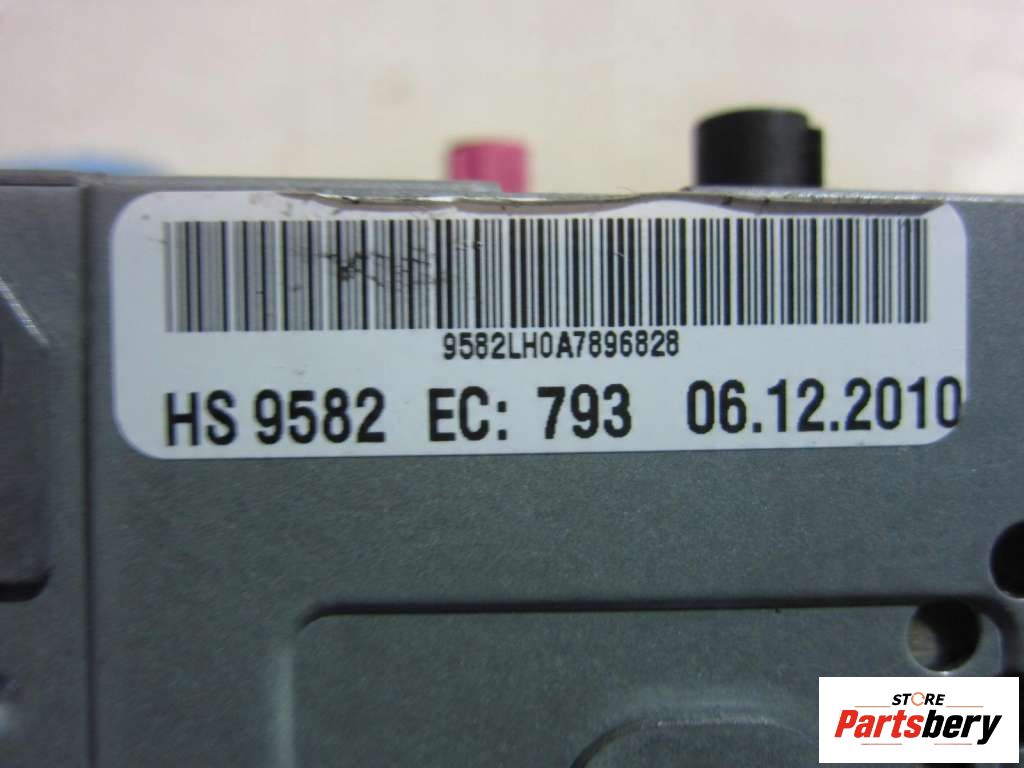 9582LH0A7896828
HS 9582 EC: 793 06.12.2010
STORE
Partsbery